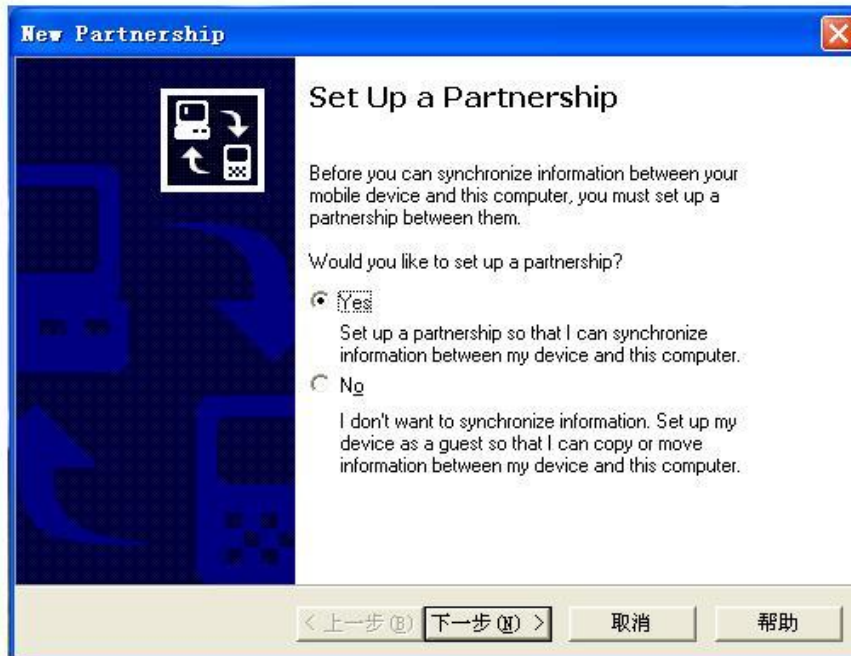 New Partnership
Set Up a Partnership
Before you can synchronize information between your
mobile device and this computer, you must set up a
partnership between them.
Would you like to set up a partnership?
Yes
Set up a partnership so that I can synchronize
information between my device and this computer.
No
I don't want to synchronize information. Set up my
device as a guest so that I can copy or move
information between my device and this computer.
< 上一步(B) 下一步(N) > 取消 帮助